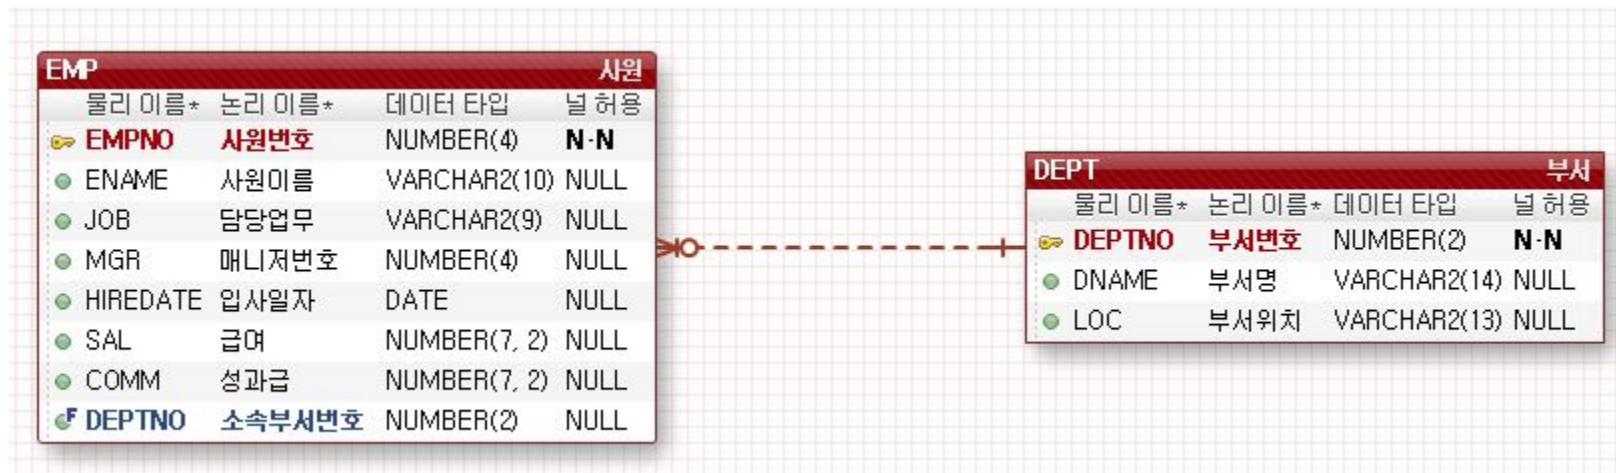 EMP 사원
물리 이름* 논리 이름* 데이터 타입 널 허용
EMPNO 사원번호 NUMBER(4) N-N
ENAME 사원이름 VARCHAR2(10) NULL
JOB 담당업무 VARCHAR2(9) NULL
MGR 매니저번호 NUMBER(4) NULL
HIREDATE 입사일자 DATE NULL
SAL 급여 NUMBER(7, 2) NULL
COMM 성과급 NUMBER(7, 2) NULL
F DEPTNO 소속부서번호 NUMBER(2) NULL
DEPT 부서
물리 이름* 논리 이름* 데이터 타입 널 허용
DEPTNO 부서번호 NUMBER(2) N-N
DNAME 부서명 VARCHAR2(14) NULL
LOC 부서위치 VARCHAR2(13) NULL